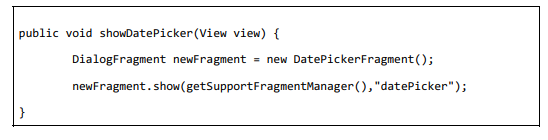 public void showDatePicker(View view) {
DialogFragment newFragment = new DatePickerFragment();
newFragment.show(getSupportFragmentManager(),"datePicker");
}